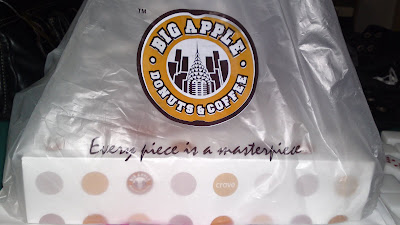 TM
BIG APPLE
DONUTS & COFFEE
Every piece is a masterpiece
crave